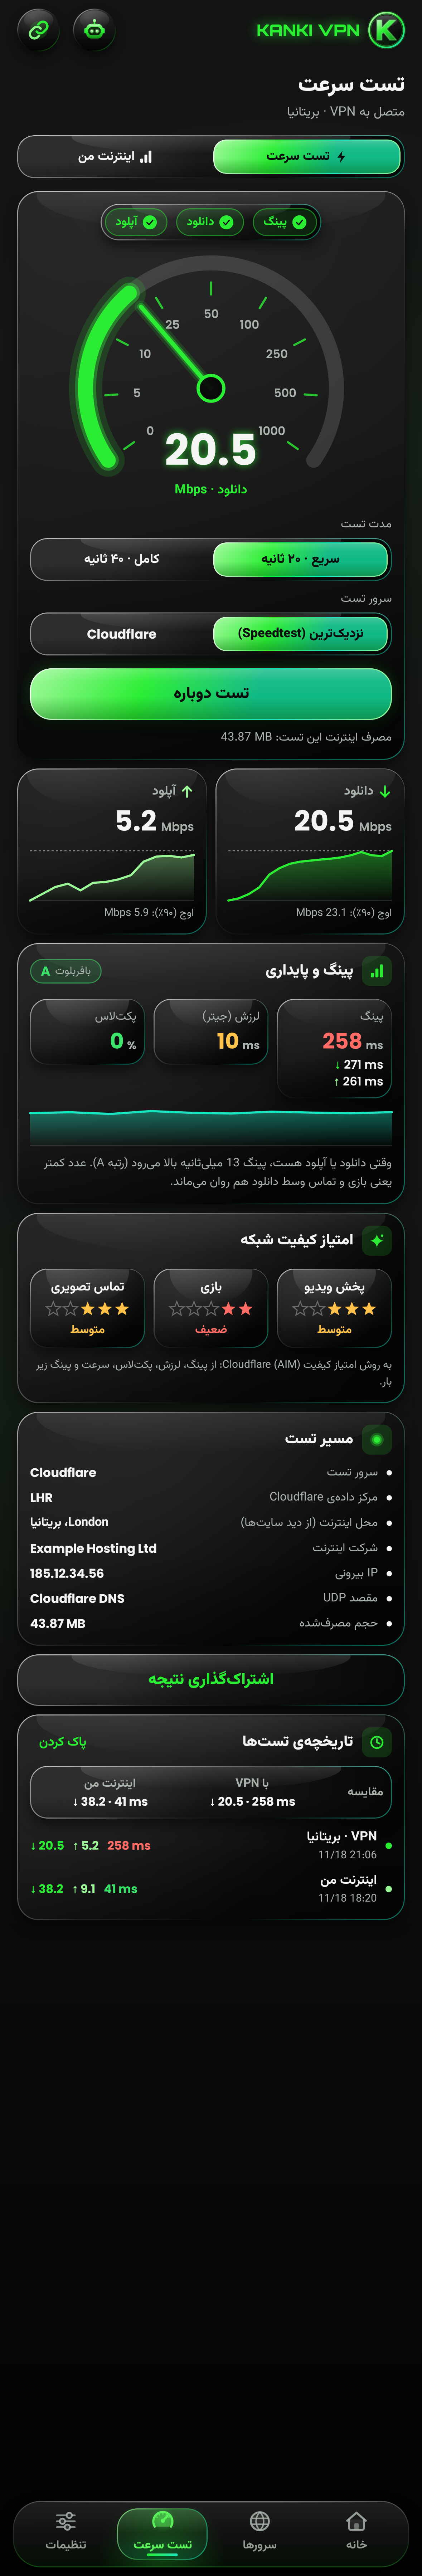 KANKI VPN
تست سرعت
متصل به VPN · بریتانیا
تست سرعت
اینترنت من
پینگ
دانلود
آپلود
0
5
10
25
50
100
250
500
1000
20.5
دانلود · Mbps
مدت تست
سریع · ۲۰ ثانیه
کامل · ۴۰ ثانیه
سرور تست
نزدیک‌ترین (Speedtest)
Cloudflare
تست دوباره
مصرف اینترنت این تست: 43.87 MB
دانلود
20.5 Mbps
اوج (۹۰٪): 23.1 Mbps
آپلود
5.2 Mbps
اوج (۹۰٪): 5.9 Mbps
پینگ و پایداری
بافربلوت A
پینگ
258 ms
↓ 271 ms
↑ 261 ms
لرزش (جیتر)
10 ms
پکت‌لاس
0 %
وقتی دانلود یا آپلود هست، پینگ 13 میلی‌ثانیه بالا می‌رود (رتبه A). عدد کمتر
یعنی بازی و تماس وسط دانلود هم روان می‌ماند.
امتیاز کیفیت شبکه
پخش ویدیو
متوسط
بازی
ضعیف
تماس تصویری
متوسط
به روش امتیاز کیفیت Cloudflare (AIM): از پینگ، لرزش، پکت‌لاس، سرعت و پینگ زیر
بار.
مسیر تست
سرور تست Cloudflare
مرکز داده‌ی Cloudflare LHR
محل اینترنت (از دید سایت‌ها) London، بریتانیا
شرکت اینترنت Example Hosting Ltd
IP بیرونی 185.12.34.56
مقصد UDP Cloudflare DNS
حجم مصرف‌شده 43.87 MB
اشتراک‌گذاری نتیجه
تاریخچه‌ی تست‌ها
پاک کردن
مقایسه
با VPN
↓ 20.5 · 258 ms
اینترنت من
↓ 38.2 · 41 ms
VPN · بریتانیا
11/18 21:06
↓ 20.5 ↑ 5.2 258 ms
اینترنت من
11/18 18:20
↓ 38.2 ↑ 9.1 41 ms
خانه
سرورها
تست سرعت
تنظیمات